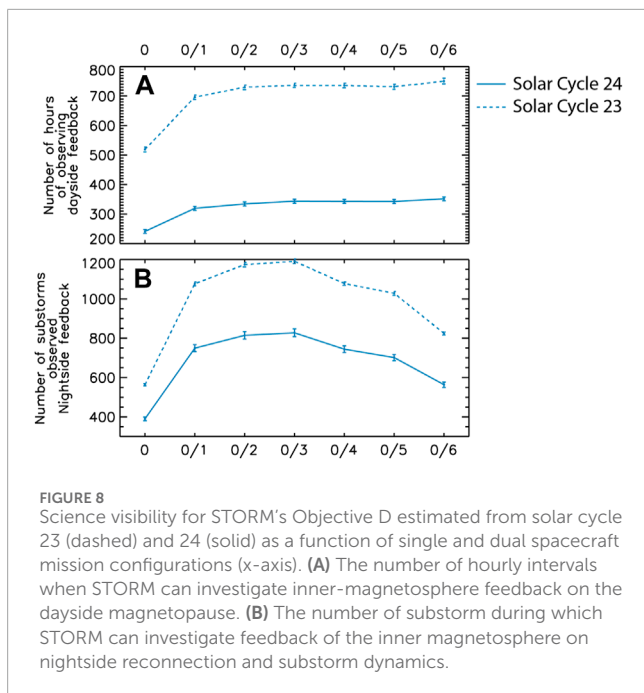 0 0/1 0/2 0/3 0/4 0/5 0/6
800
700
600
500
400
300
200
A
Number of hours
of observing
dayside feedback
Solar Cycle 24
Solar Cycle 23
1200
1000
800
600
400
B
Number of substorms
observed
Nightside feedback
0 0/1 0/2 0/3 0/4 0/5 0/6
FIGURE 8
Science visibility for STORM's Objective D estimated from solar cycle
23 (dashed) and 24 (solid) as a function of single and dual spacecraft
mission configurations (x-axis). (A) The number of hourly intervals
when STORM can investigate inner-magnetosphere feedback on the
dayside magnetopause. (B) The number of substorm during which
STORM can investigate feedback of the inner magnetosphere on
nightside reconnection and substorm dynamics.